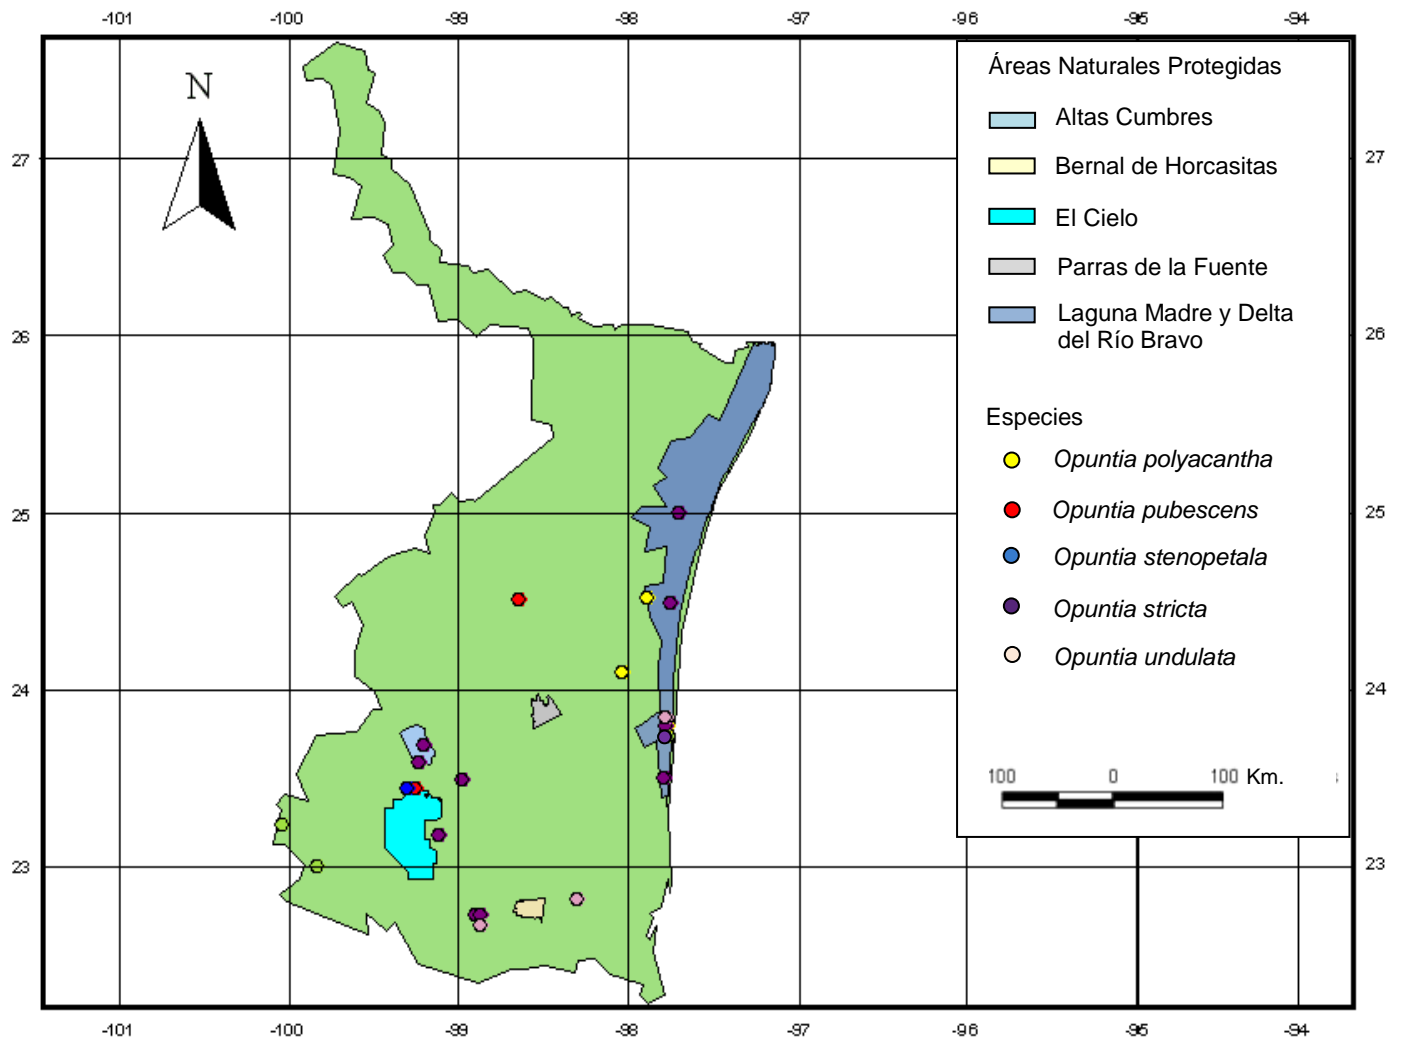 -101 -100 -99 -98 -97 -96 -95 -94
N
Áreas Naturales Protegidas
Altas Cumbres
Bernal de Horcasitas
El Cielo
Parras de la Fuente
Laguna Madre y Delta
del Río Bravo
Especies
Opuntia polyacantha
Opuntia pubescens
Opuntia stenopetala
Opuntia stricta
Opuntia undulata
100 0 100 Km.
27 27
26 26
25 25
24 24
23 23
-101 -100 -99 -98 -97 -96 -95 -94